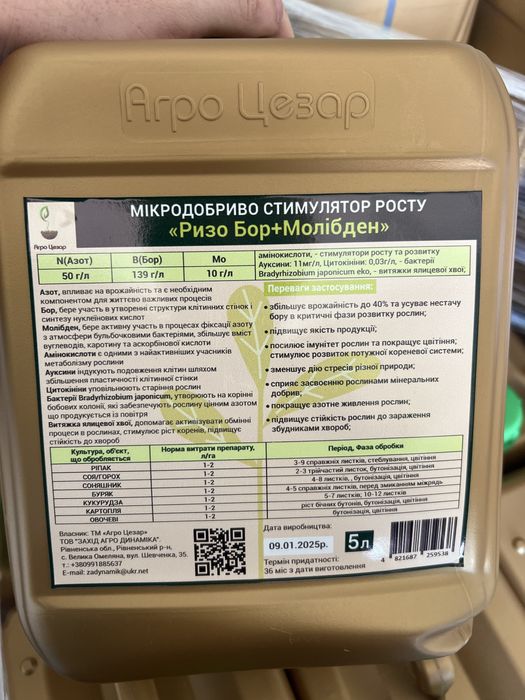 Агро Цезар
Агро Цезар
МІКРОДОБРИВО СТИМУЛЯТОР РОСТУ
«Ризо Бор+Молібден»
N(Азот) B(Бор) Mo
50 г/л 139 г/л 10 г/л
амінокислоти, - стимулятори росту та розвитку
Ауксини: 11мг/л, Цитокініни: 0,03г/л, - бактерії
Bradyrhizobium japonicum eko, - витяжки ялицевої хвої;
Азот, впливає на врожайність та є необхідним
компонентом для життєво важливих процесів
Бор, бере участь в утворенні структури клітинних стінок і
синтезу нуклеїнових кислот
Молібден, бере активну участь в процесах фіксації азоту
з атмосфери бульбочковими бактеріями, збільшує вміст
вуглеводів, каротину та аскорбінової кислоти
Амінокислоти є одними з найактивніших учасників
метаболізму рослини
Ауксини індукують подовження клітин шляхом
збільшення пластичності клітинної стінки
Цитокініни уповільнюють старіння рослин
Бактерії Bradyrhizobium japonicum, утворюють на корінні
бобових колонії, які забезпечують рослину цінним азотом
що продукується із повітря
Витяжка ялицевої хвої, допомагає активізувати обмінні
процеси в рослинах, стимулює ріст коренів, підвищує
стійкість до хвороб
Переваги застосування:
• збільшує врожайність до 40% та усуває нестачу
бору в критичні фази розвитку рослин;
• підвищує якість продукції;
• посилює імунітет рослин та покращує цвітіння;
стимулює розвиток потужної кореневої системи;
• зменшує дію стресів різної природи;
• сприяє засвоєнню рослинами мінеральних
добрив;
• покращує азотне живлення рослин;
• підвищує стійкість рослин до зараження
збудниками хвороб;
Культура, об'єкт, що обробляється Норма витрати препарату, л/га Період, Фаза обробки
РІПАК 1-2 3-9 справжніх листків, стеблування, цвітіння
СОЯ/ГОРОХ 1-2 2-3 трійчастий листок, бутонізація, цвітіння
СОНЯШНИК 1-2 4-8 листків, , бутонізація, цвітіння
БУРЯК 1-2 4-5 справжніх листків, перед змиканням міжрядь
КУКУРУДЗА 1-2 5-7 листків; 10-12 листків
КАРТОПЛЯ 1-2 ріст бічних бутонів, бутонізація, цвітіння
ОВОЧЕВІ 1-2 бутонізація, цвітіння
Власник: ТМ «Агро Цезар»
ТОВ "ЗАХІД АГРО ДИНАМІКА".
Рівненська обл., Рівненський р-н,
с. Велика Омеляна, вул. Шевченка, 35.
т.: +380991885637
E-mail: zadynamik@ukr.net
Дата виробництва:
09.01.2025р.
5л
Термін придатності:
36 міс з дати виготовлення
4 821687 259538